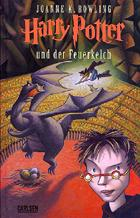 JOANNE K. ROWLING
Harry Potter
und der Feuerkelch
CARLSEN